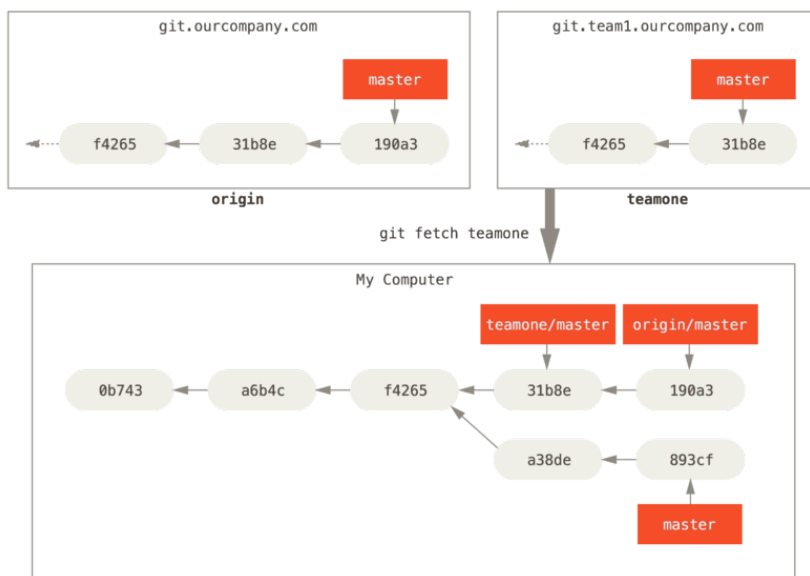 git.ourcompany.com
git.team1.ourcompany.com
master
master
f4265
31b8e
190a3
f4265
31b8e
origin
teamone
git fetch teamone
My Computer
teamone/master
origin/master
0b743
a6b4c
f4265
31b8e
190a3
a38de
893cf
master